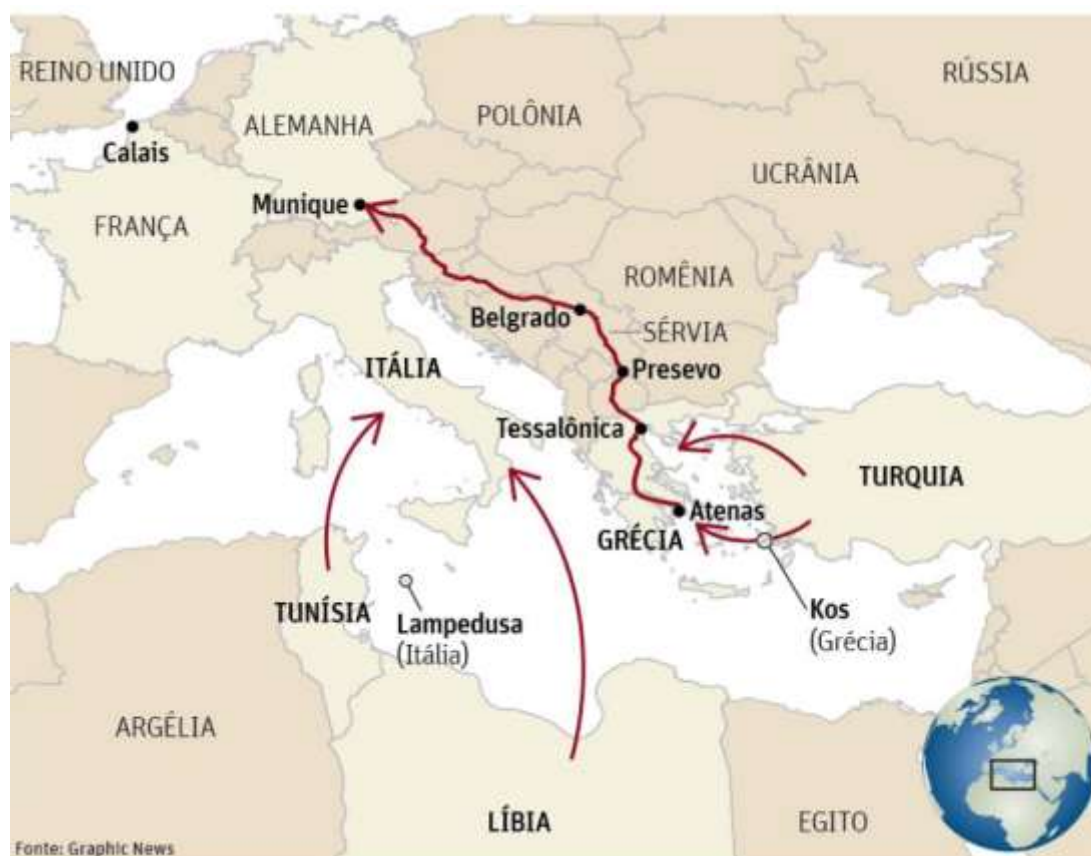 REINO UNIDO
RÚSSIA
POLÔNIA
ALEMANHA
Calais
UCRÂNIA
Munique
FRANÇA
ROMÊNIA
Belgrado
SÉRVIA
ITÁLIA
Presevo
Tessalônica
TURQUIA
Atenas
GRÉCIA
TUNÍSIA
Lampedusa
(Itália)
Kos
(Grécia)
ARGÉLIA
LÍBIA
EGITO
Fonte: Graphic News